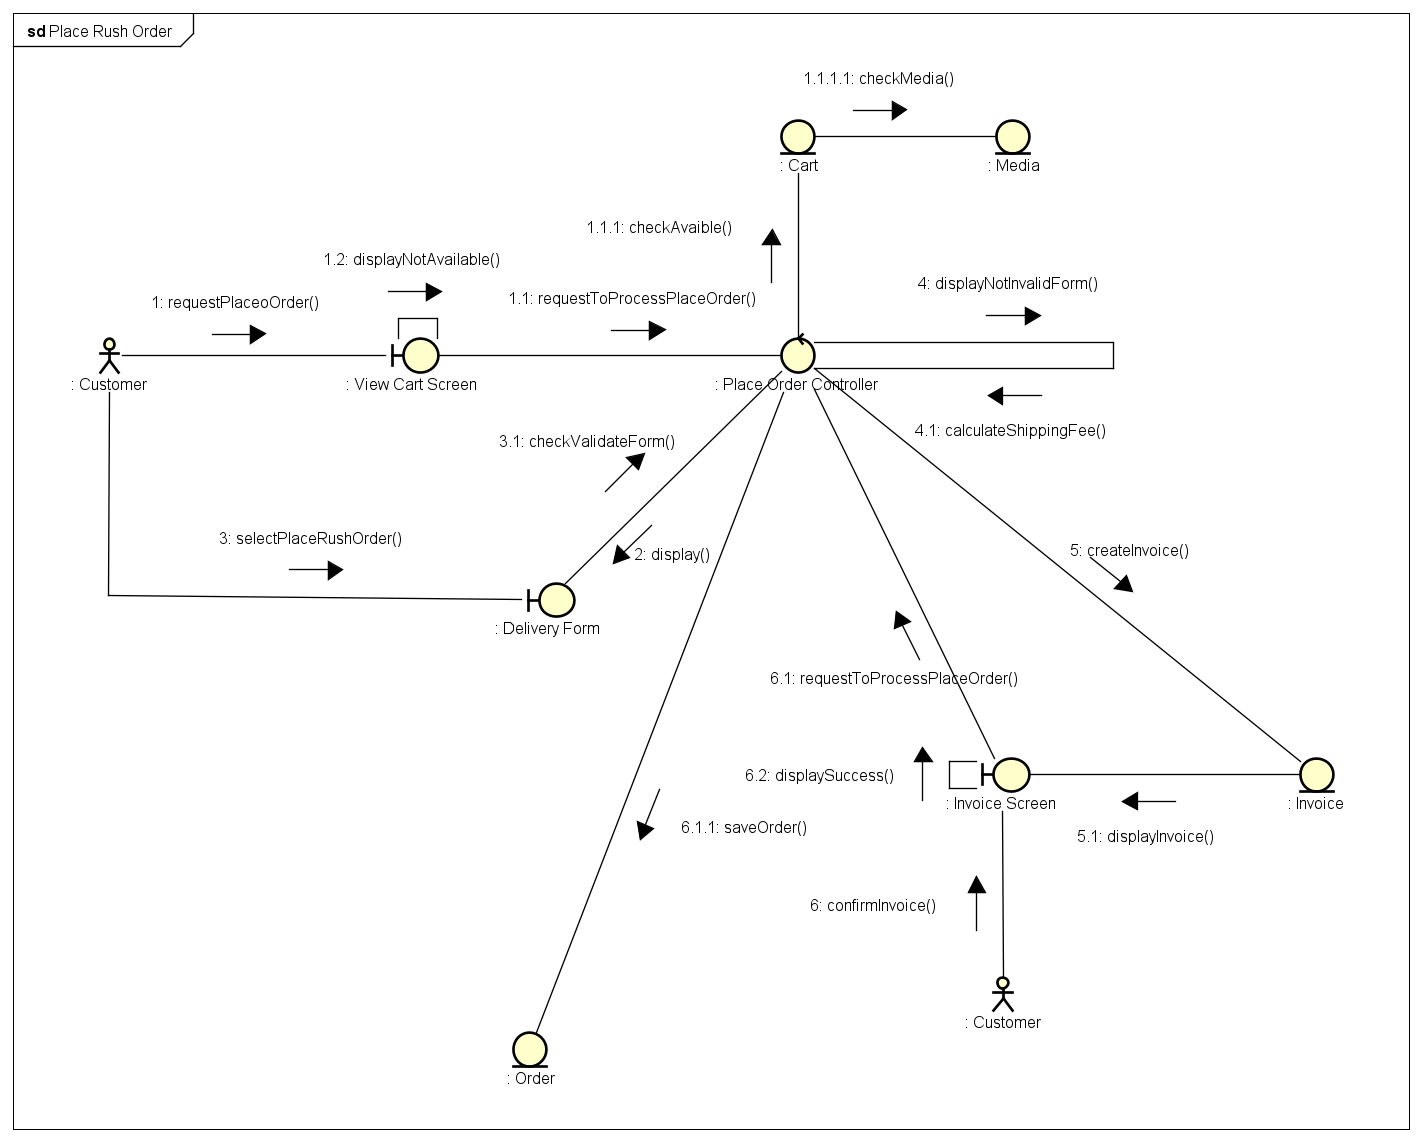 sd Place Rush Order
1.1.1.1: checkMedia()
: Cart
: Media
1.1.1: checkAvaible()
1.2: displayNotAvailable()
4: displayNotInvalidForm()
1: requestPlaceoOrder()
1.1: requestToProcessPlaceOrder()
: Customer
: View Cart Screen
: Place Order Controller
4.1: calculateShippingFee()
3.1: checkValidateForm()
3: selectPlaceRushOrder()
2: display()
5: createInvoice()
: Delivery Form
6.1: requestToProcessPlaceOrder()
6.2: displaySuccess()
: Invoice Screen
: Invoice
6.1.1: saveOrder()
5.1: displayInvoice()
6: confirmInvoice()
: Customer
: Order